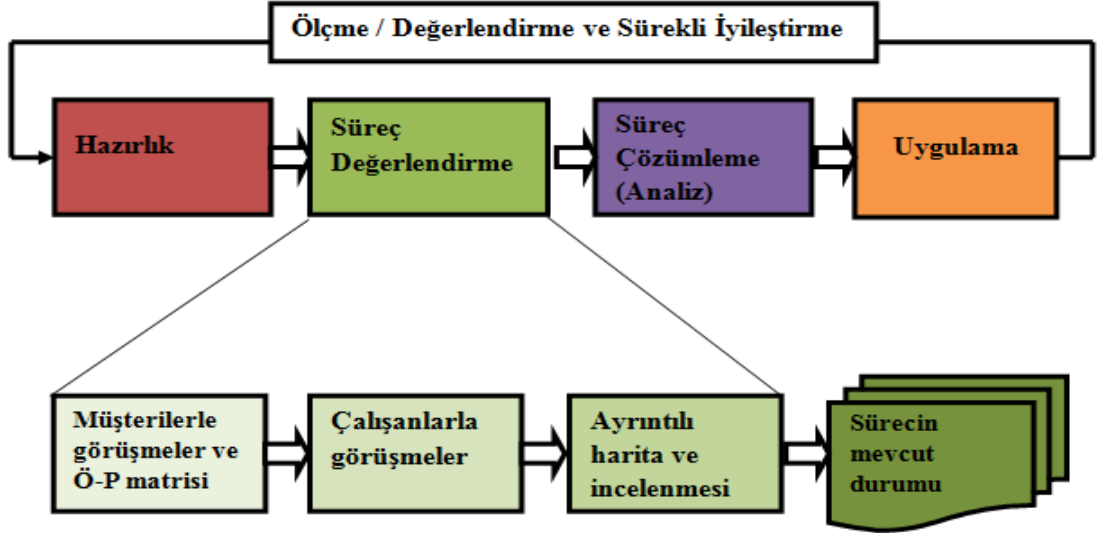 Ölçme / Değerlendirme ve Sürekli İyileştirme
Hazırlık
Süreç
Değerlendirme
Süreç
Çözümleme
(Analiz)
Uygulama
Müşterilerle
görüşmeler ve
Ö-P matrisi
Çalışanlarla
görüşmeler
Ayrıntılı
harita ve
incelenmesi
Sürecin
mevcut
durumu